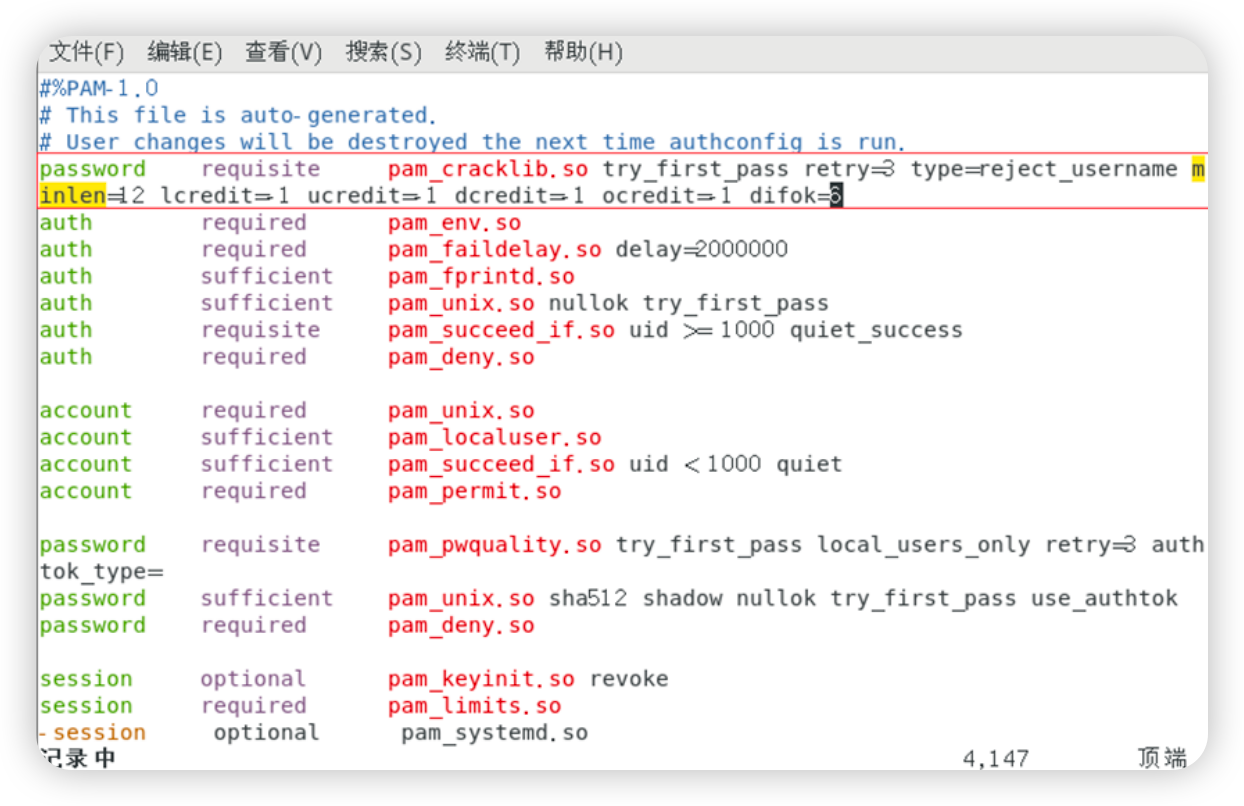 文件(F) 编辑(E) 查看(V) 搜索(S) 终端(T) 帮助(H)
#%PAM-1.0
# This file is auto-generated.
# User changes will be destroyed the next time authconfig is run.
password    requisite     pam_cracklib.so try_first_pass retry=3 type=reject_username m
inlen=12 lcredit=-1 ucredit=-1 dcredit=-1 ocredit=-1 difok=6
auth        required      pam_env.so
auth        required      pam_faildelay.so delay=2000000
auth        sufficient    pam_fprintd.so
auth        sufficient    pam_unix.so nullok try_first_pass
auth        requisite     pam_succeed_if.so uid >= 1000 quiet_success
auth        required      pam_deny.so

account     required      pam_unix.so
account     sufficient    pam_localuser.so
account     sufficient    pam_succeed_if.so uid < 1000 quiet
account     required      pam_permit.so

password    requisite     pam_pwquality.so try_first_pass local_users_only retry=3 auth
tok_type=
password    sufficient    pam_unix.so sha512 shadow nullok try_first_pass use_authtok
password    required      pam_deny.so

session     optional      pam_keyinit.so revoke
session     required      pam_limits.so
-session     optional      pam_systemd.so
记录中 4,147 顶端